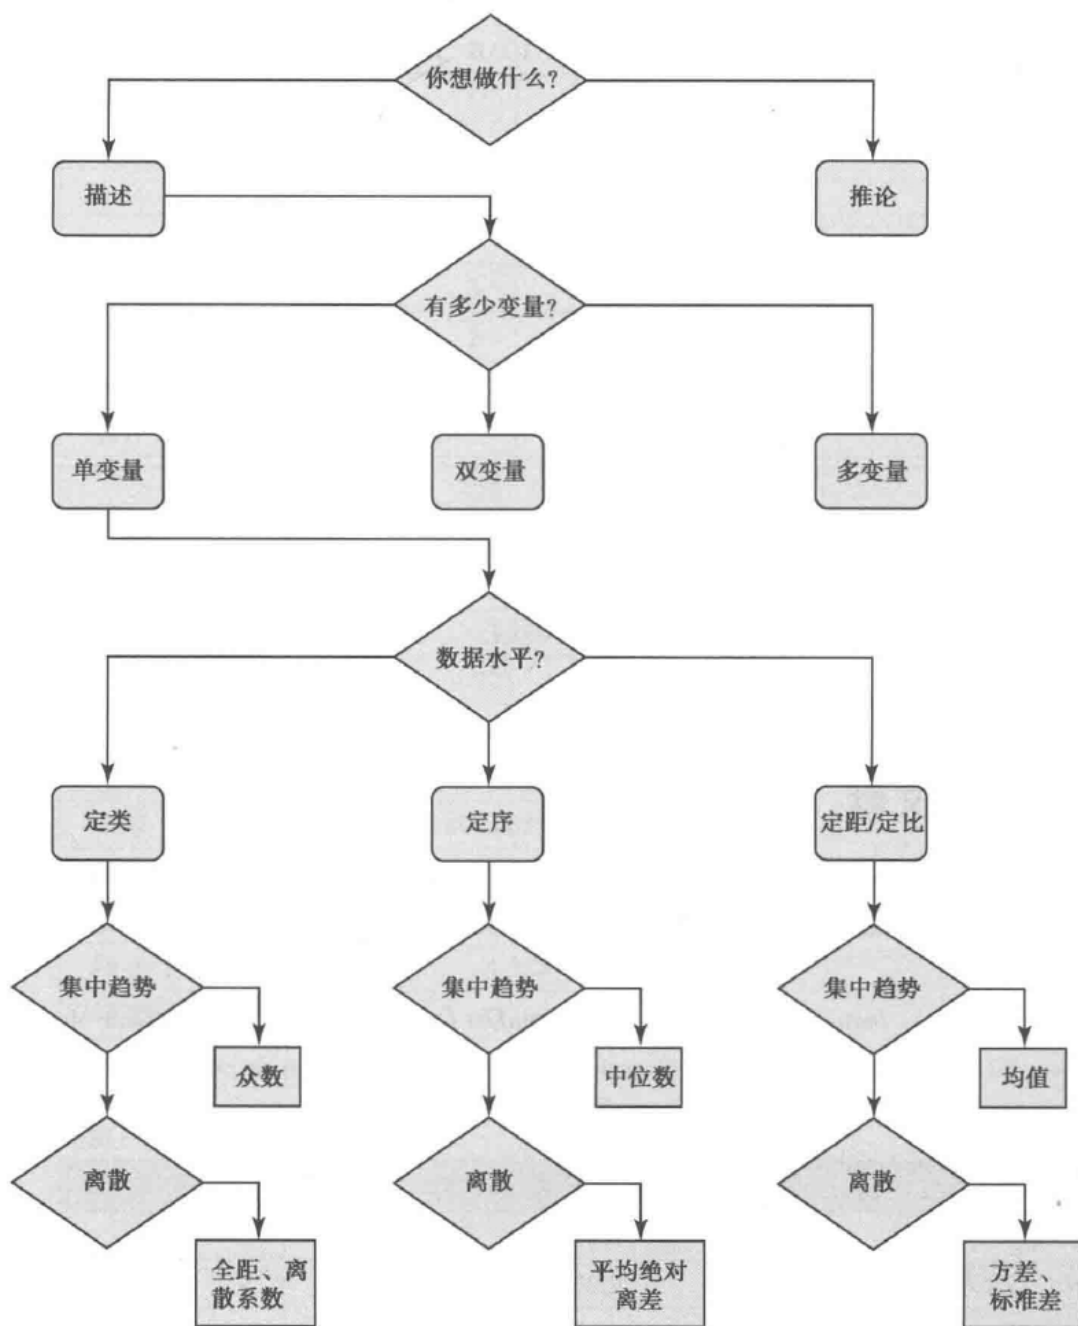 你想做什么?
描述
推论
有多少变量?
单变量
双变量
多变量
数据水平?
定类
定序
定距/定比
集中趋势
集中趋势
集中趋势
众数
中位数
均值
离散
离散
离散
全距、离
散系数
平均绝对
离差
方差、
标准差